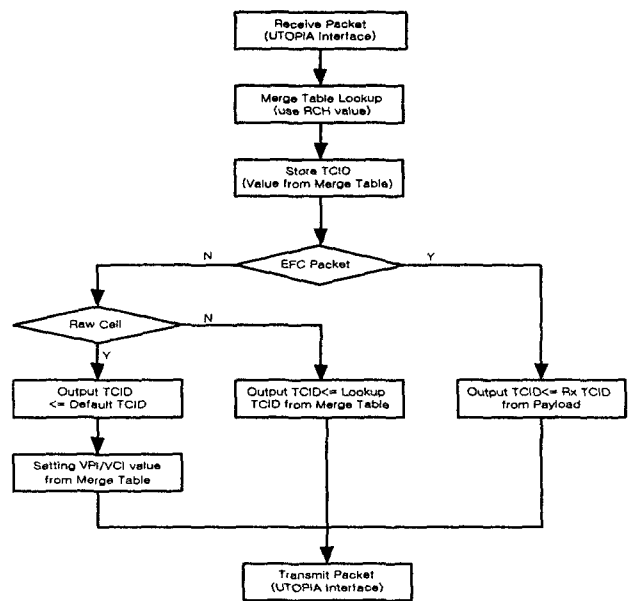 Receive Packet
(UTOPIA Interface)
Merge Table Lookup
(use RCH value)
Store TCID
(Value from Merge Table)
N
EFC Packet
Y
Raw Cell
N
Y
Output TCID
<= Default TCID
Output TCID<= Lookup
TCID from Merge Table
Output TCID<= Rx TCID
from Payload
Setting VPI/VCI value
from Merge Table
Transmit Packet
(UTOPIA Interface)